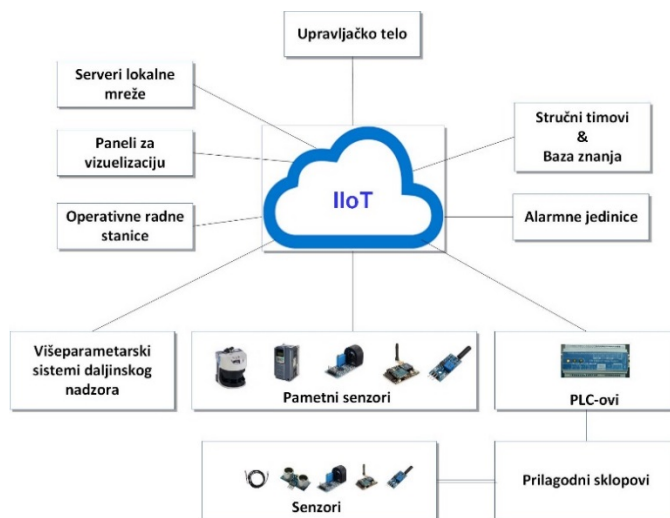 Upravljačko telo
Serveri lokalne
mreže
Paneli za
vizuelizaciju
Operativne radne
stanice
IIoT
Stručni timovi
&
Baza znanja
Alarmne jedinice
Višeparametarski
sistemi daljinskog
nadzora
Pametni senzori
PLC-ovi
Senzori
Prilagodni sklopovi